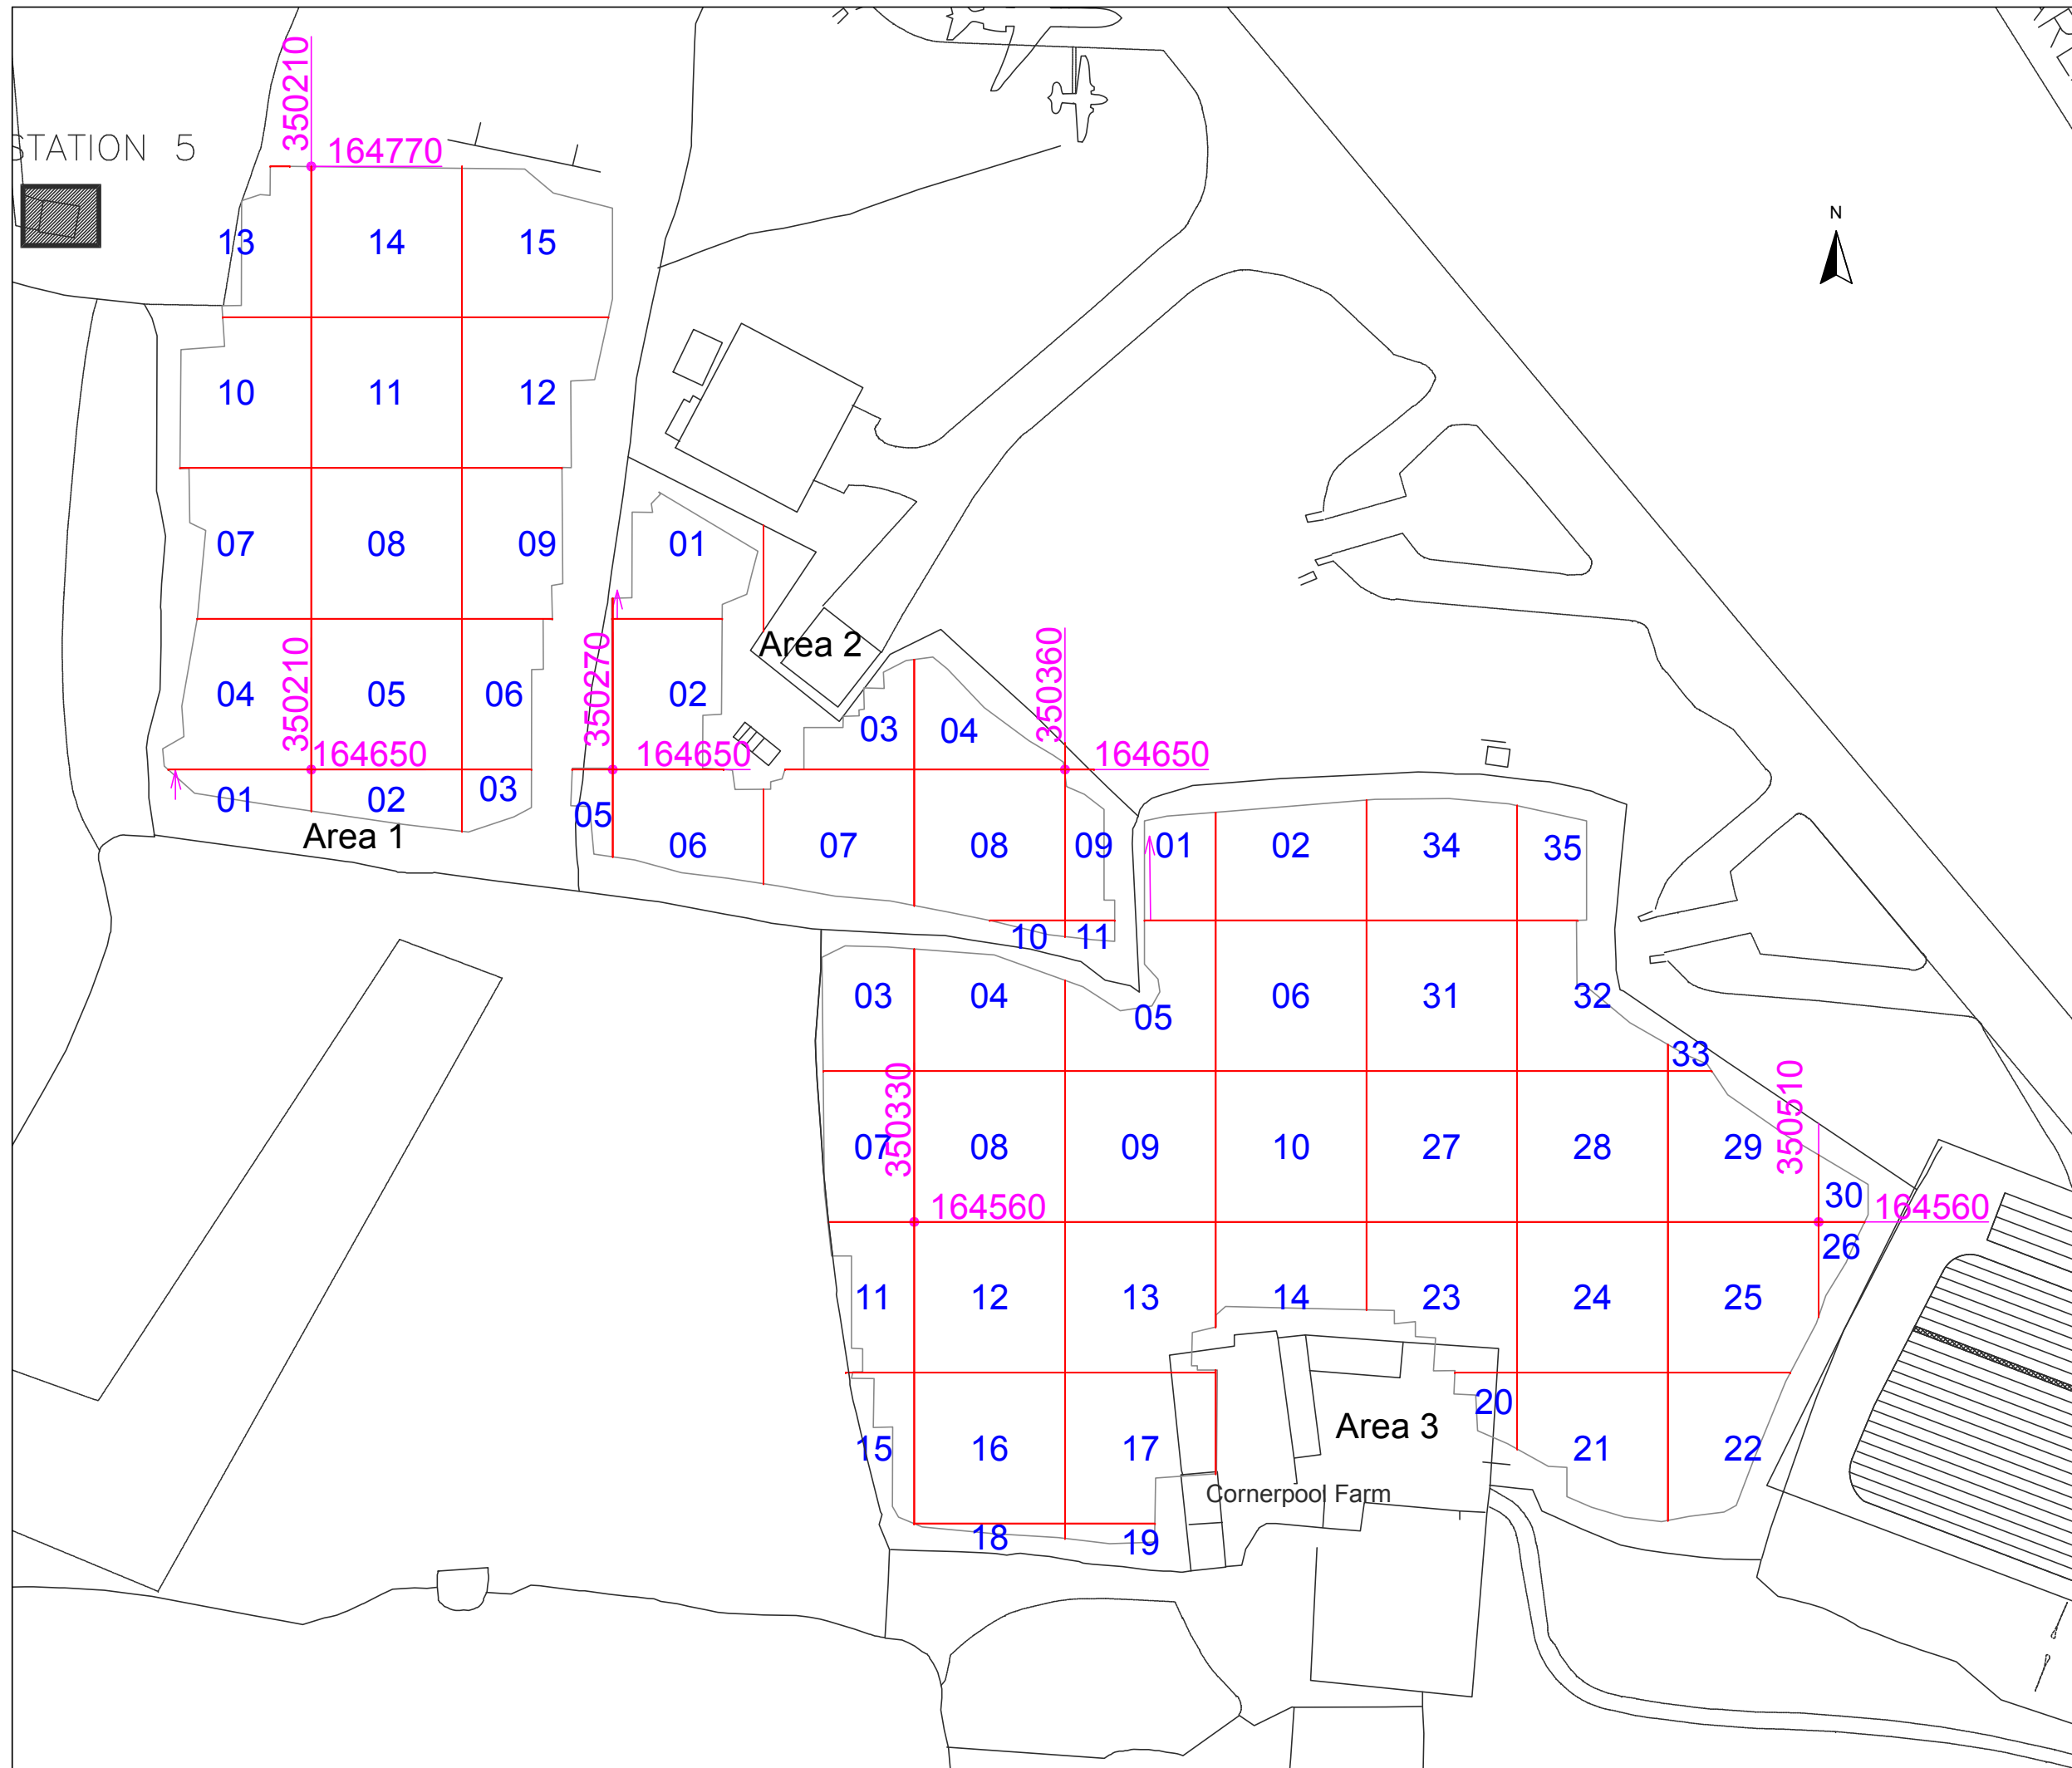 350210
STATION 5
164770
N
13 14 15
10 11 12
07 08 09
04 05 06
350210
164650
01 02 03
Area 1
01
Area 2
350270
02
164650
03 04
350360
164650
05 06 07 08 09
10 11
01 02 34 35
03 04 05 06 31 32
33
350330
350510
07 08 09 10 27 28 29
30
164560
164560
26
11 12 13 14 23 24 25
20
Area 3
15 16 17 21 22
Cornerpool Farm
18 19